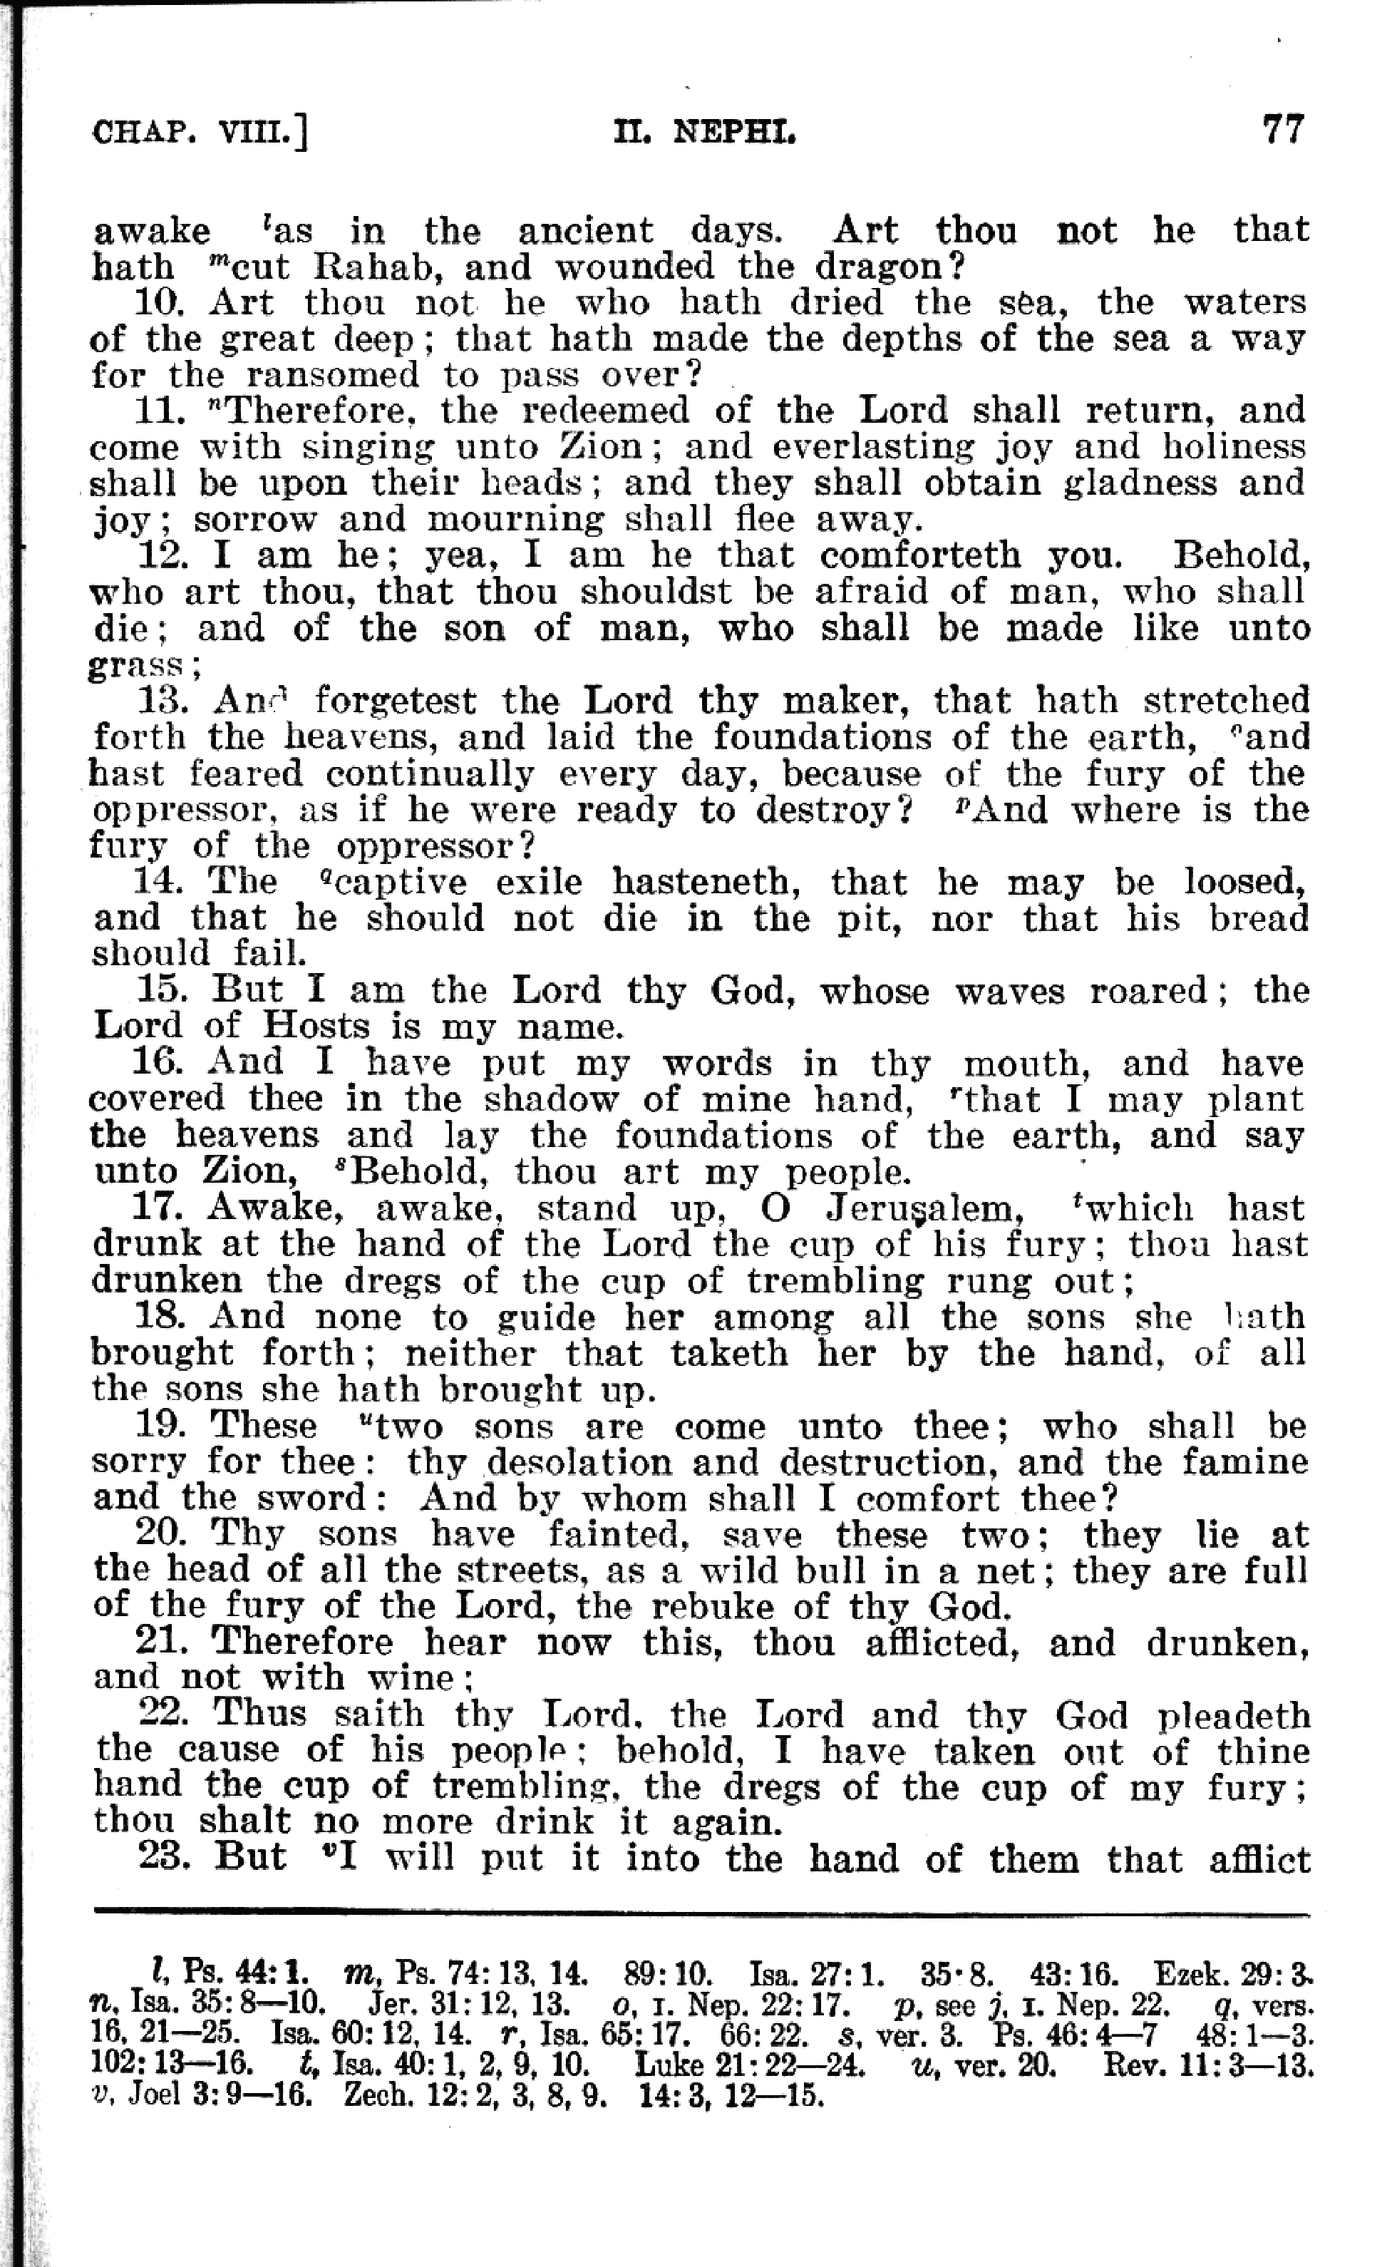 CHAP. VIII.] II. NEPHI. 77
awake ˡas in the ancient days. Art thou not he that
hath ᵐcut Rahab, and wounded the dragon?
10. Art thou not he who hath dried the sea, the waters
of the great deep; that hath made the depths of the sea a way
for the ransomed to pass over?
11. ⁿTherefore, the redeemed of the Lord shall return, and
come with singing unto Zion; and everlasting joy and holiness
shall be upon their heads; and they shall obtain gladness and
joy; sorrow and mourning shall flee away.
12. I am he; yea, I am he that comforteth you. Behold,
who art thou, that thou shouldst be afraid of man, who shall
die; and of the son of man, who shall be made like unto
grass;
13. And forgetest the Lord thy maker, that hath stretched
forth the heavens, and laid the foundations of the earth, ᵒand
hast feared continually every day, because of the fury of the
oppressor, as if he were ready to destroy? ᵖAnd where is the
fury of the oppressor?
14. The qcaptive exile hasteneth, that he may be loosed,
and that he should not die in the pit, nor that his bread
should fail.
15. But I am the Lord thy God, whose waves roared; the
Lord of Hosts is my name.
16. And I have put my words in thy mouth, and have
covered thee in the shadow of mine hand, ʳthat I may plant
the heavens and lay the foundations of the earth, and say
unto Zion, ˢBehold, thou art my people.
17. Awake, awake, stand up, O Jerusalem, ᵗwhich hast
drunk at the hand of the Lord the cup of his fury; thou hast
drunken the dregs of the cup of trembling rung out;
18. And none to guide her among all the sons she hath
brought forth; neither that taketh her by the hand, of all
the sons she hath brought up.
19. These ᵘtwo sons are come unto thee; who shall be
sorry for thee: thy desolation and destruction, and the famine
and the sword: And by whom shall I comfort thee?
20. Thy sons have fainted, save these two; they lie at
the head of all the streets, as a wild bull in a net; they are full
of the fury of the Lord, the rebuke of thy God.
21. Therefore hear now this, thou afflicted, and drunken,
and not with wine:
22. Thus saith thy Lord, the Lord and thy God pleadeth
the cause of his people; behold, I have taken out of thine
hand the cup of trembling, the dregs of the cup of my fury;
thou shalt no more drink it again.
23. But ᵛI will put it into the hand of them that afflict
l, Ps. 44:1. m, Ps. 74:13, 14. 89:10. Isa. 27:1. 35:8. 43:16. Ezek. 29:3.
n, Isa. 35:8—10. Jer. 31:12, 13. o, I. Nep. 22:17. p, see j, I. Nep. 22. q, vers.
16, 21—25. Isa. 60:12, 14. r, Isa. 65:17. 66:22. s, ver. 3. Ps. 46:4—7 48:1—3.
102:13—16. t, Isa. 40:1, 2, 9, 10. Luke 21:22—24. u, ver. 20. Rev. 11:3—13.
v, Joel 3:9—16. Zech. 12:2, 3, 8, 9. 14:3, 12—15.